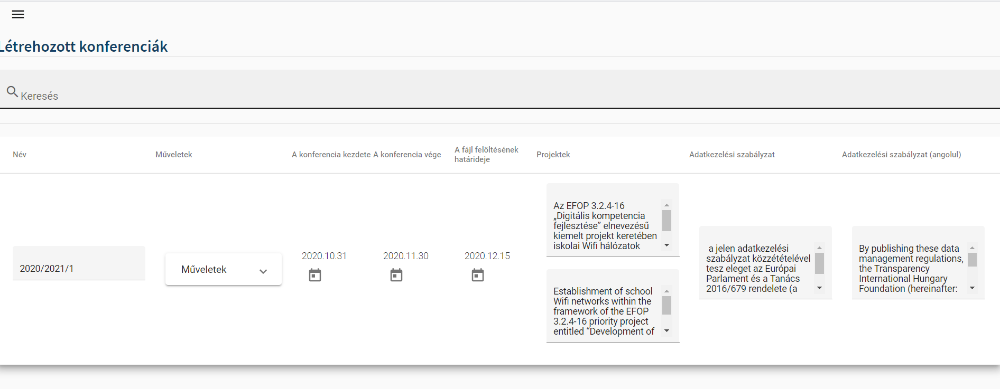 Létrehozott konferenciák
Keresés
Név
Műveletek
A konferencia kezdete
A konferencia vége
A fájl felöltésének
határideje
Projektek
Adatkezelési szabályzat
Adatkezelési szabályzat (angolul)
2020/2021/1
Műveletek
2020.10.31
2020.11.30
2020.12.15
Az EFOP 3.2.4-16
„Digitális kompetencia
fejlesztése” elnevezésű
kiemelt projekt keretében
iskolai Wifi hálózatok
Establishment of school
Wifi networks within the
framework of the EFOP
3.2.4-16 priority project
entitled “Development of
a jelen adatkezelési
szabályzat közzétételével
tesz eleget az Európai
Parlament és a Tanács
2016/679 rendelete (a
By publishing these data
management regulations,
the Transparency
International Hungary
Foundation (hereinafter: